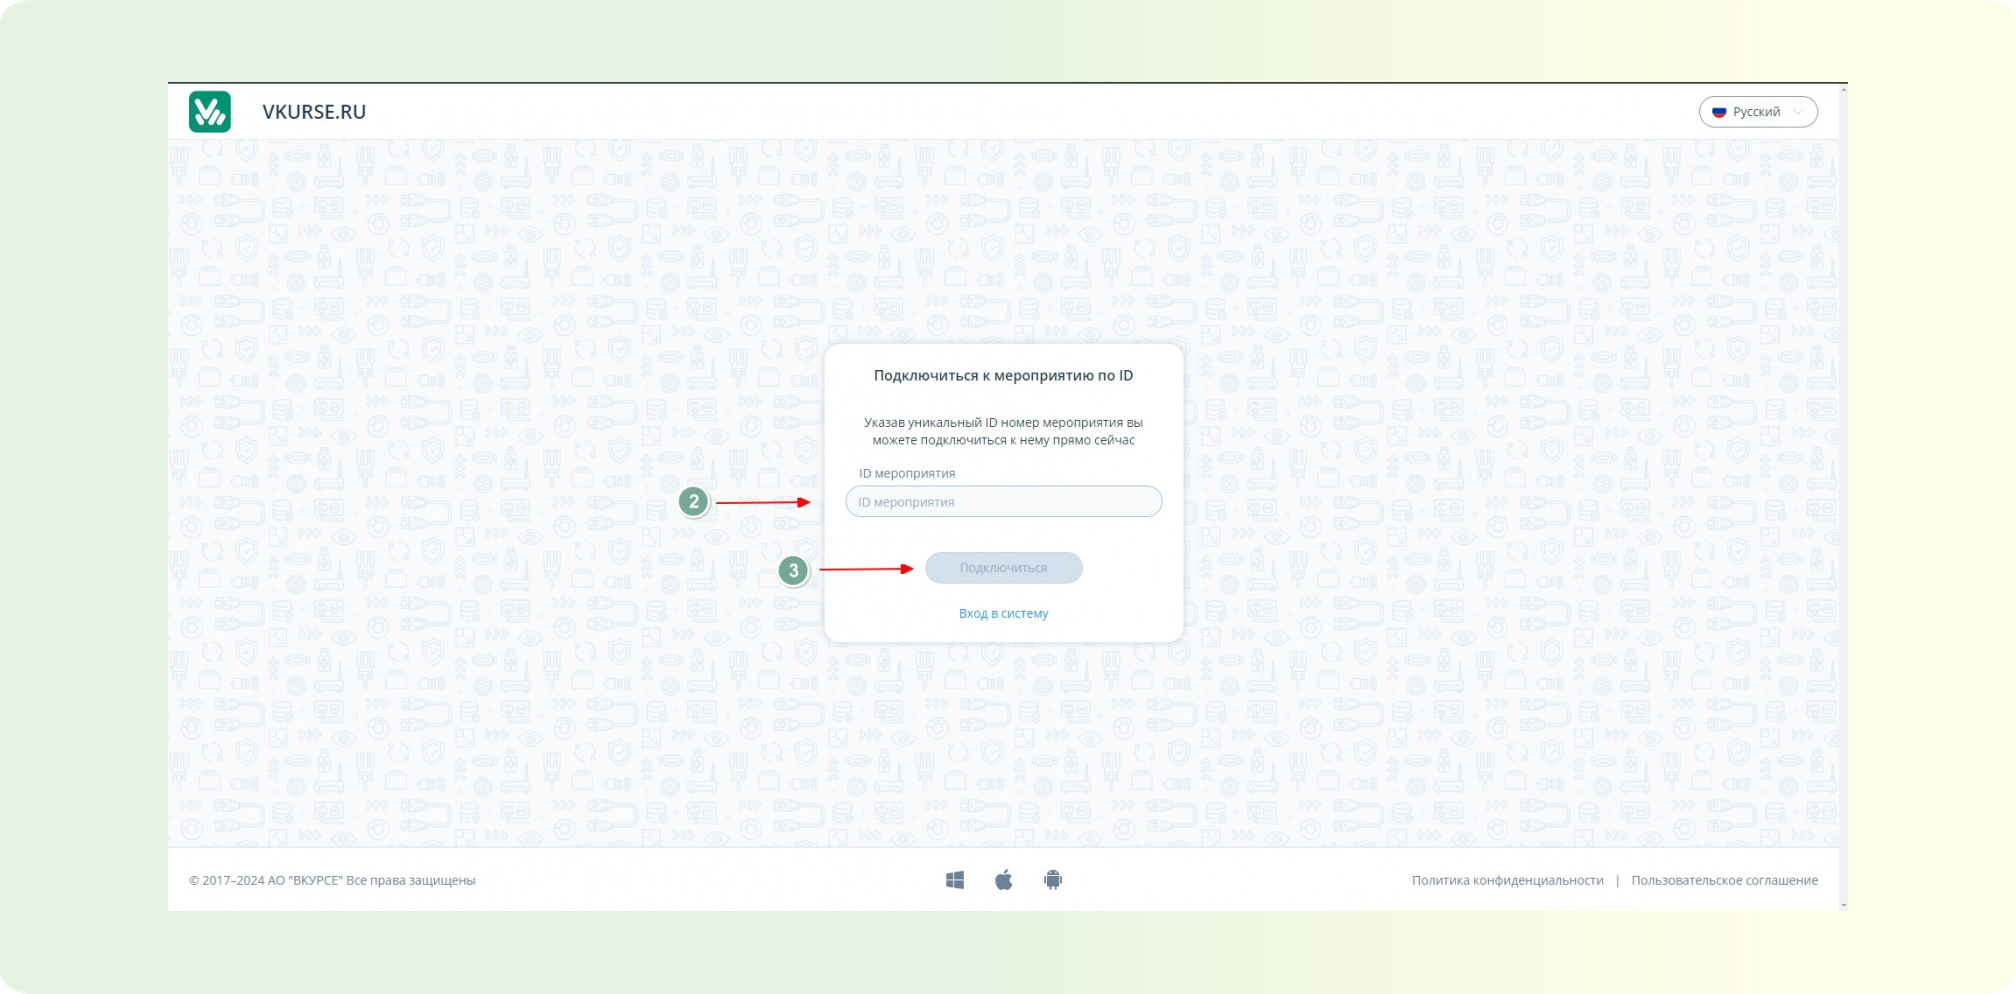 VKURSE.RU
Русский
Подключиться к мероприятию по ID
Указав уникальный ID номер мероприятия вы
можете подключиться к нему прямо сейчас
ID мероприятия
2
ID мероприятия
3
Подключиться
Вход в систему
© 2017–2024 АО "ВКУРСЕ" Все права защищены
Политика конфиденциальности | Пользовательское соглашение